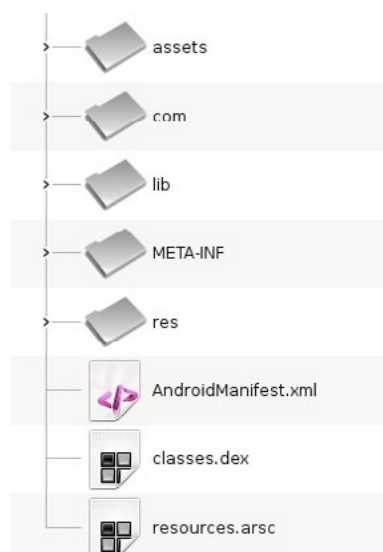 assets
com
lib
META-INF
res
AndroidManifest.xml
classes.dex
resources.arsc